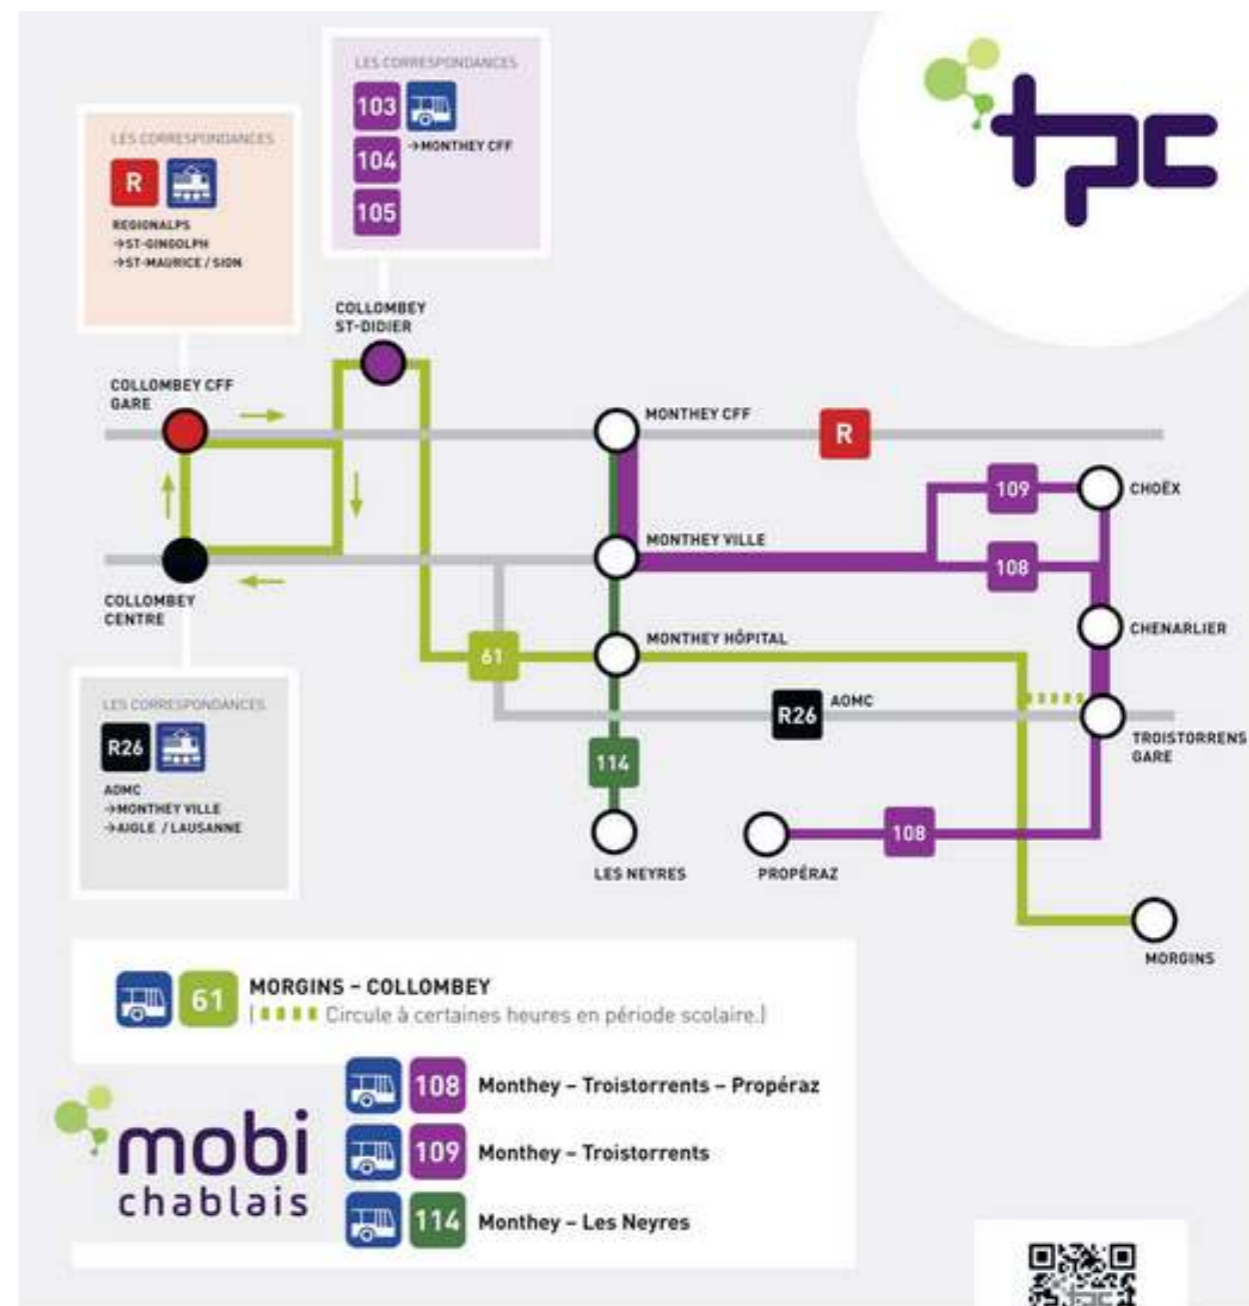 LES CORRESPONDANCES
103
→MONTHEY CFF
104
105
tpc
LES CORRESPONDANCES
R
REGIONALPS
→ST-GINGOLPH
→ST-MAURICE / SION
COLLOMBEY
ST-DIDIER
COLLOMBEY CFF
GARE
MONTHEY CFF
R
109
CHOËX
MONTHEY VILLE
108
COLLOMBEY
CENTRE
MONTHEY HÔPITAL
CHENARLIER
61
LES CORRESPONDANCES
R26
AOMC
→MONTHEY VILLE
→AIGLE / LAUSANNE
R26
AOMC
TROISTORRENS
GARE
114
108
LES NEYRES
PROPÉRAZ
MORGINS
61
MORGINS – COLLOMBEY
( Circule à certaines heures en période scolaire.)
108
Monthey – Troistorrents – Propéraz
109
Monthey – Troistorrents
114
Monthey – Les Neyres
mobi
chablais
tpc